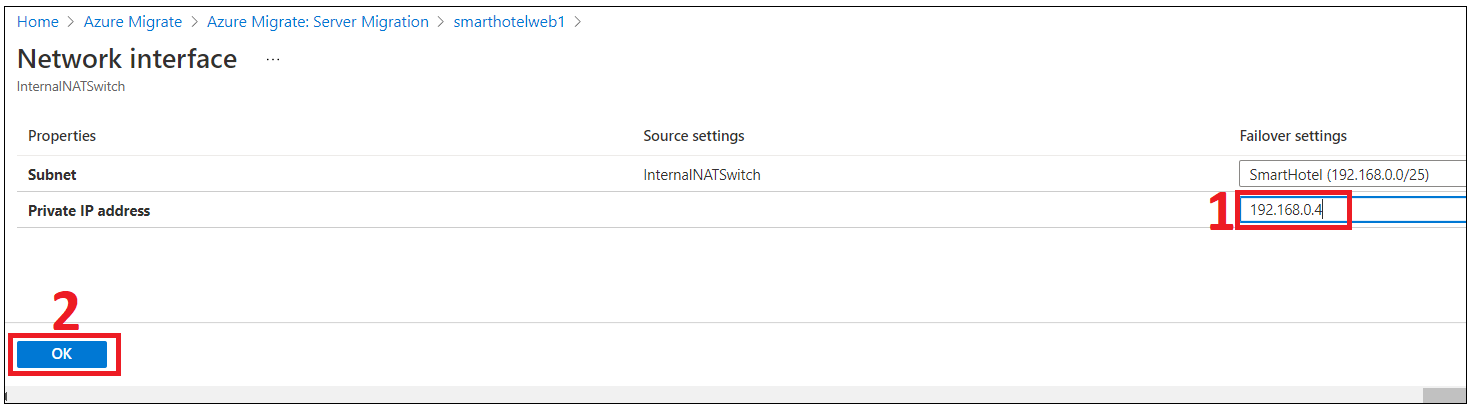 Home > Azure Migrate > Azure Migrate: Server Migration > smarthotelweb1 >
Network interface ...
InternalNATSwitch
Properties Source settings Failover settings
Subnet InternalNATSwitch SmartHotel (192.168.0.0/25)
Private IP address 1 192.168.0.4
2
OK